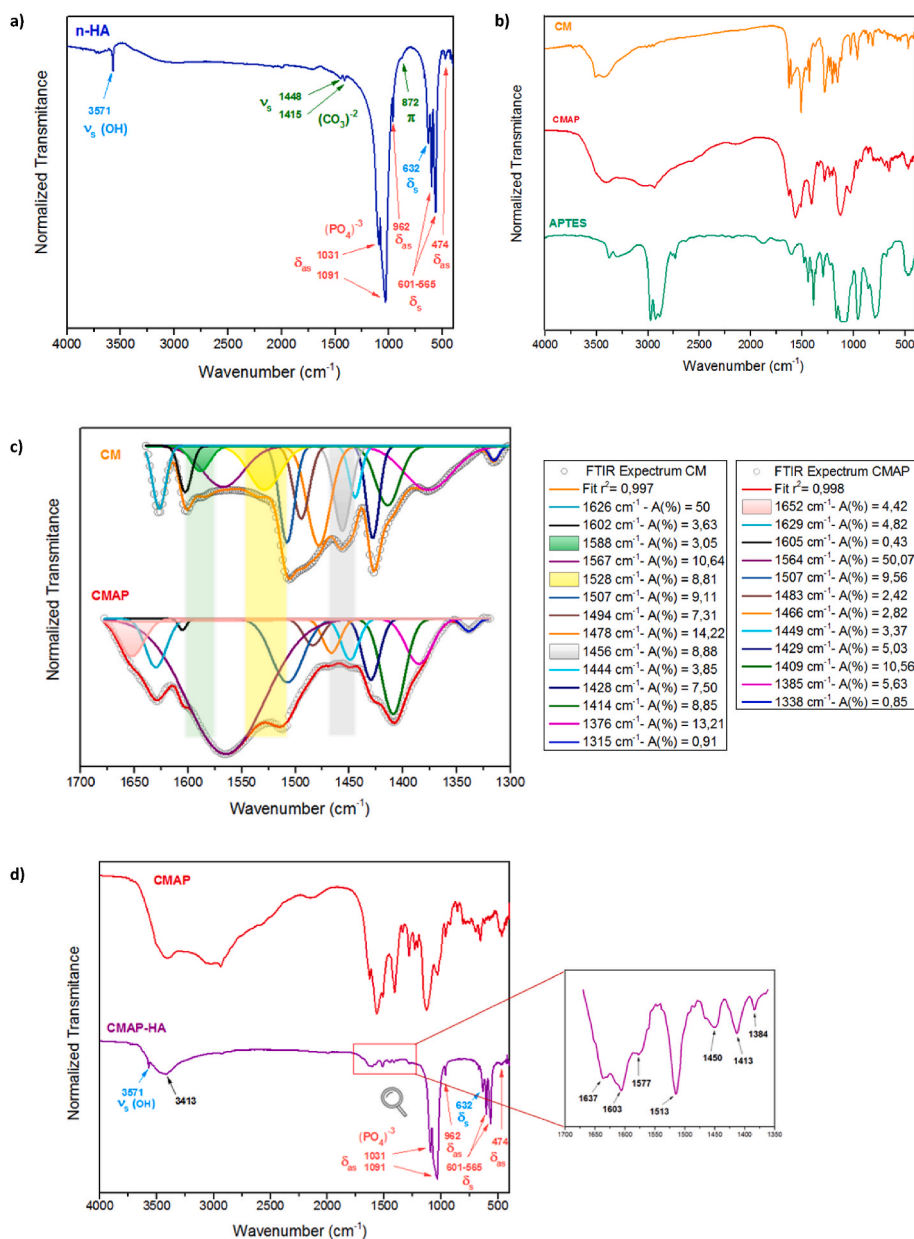 a)
n-HA
3571
νs (OH)
νs
1448
1415
(CO3)-2
872
π
632
δs
(PO4)-3
δas
1031
1091
962
δas
601-565
δs
474
δas
Normalized Transmitance
4000 3500 3000 2500 2000 1500 1000 500
Wavenumber (cm-1)
b)
CM
CMAP
APTES
Normalized Transmitance
4000 3500 3000 2500 2000 1500 1000 500
Wavenumber (cm-1)
c)
CM
CMAP
Normalized Transmitance
1700 1650 1600 1550 1500 1450 1400 1350 1300
Wavenumber (cm-1)
FTIR Expectrum CM
Fit r2= 0,997
1626 cm-1- A(%) = 50
1602 cm-1- A(%) = 3,63
1588 cm-1- A(%) = 3,05
1567 cm-1- A(%) = 10,64
1528 cm-1- A(%) = 8,81
1507 cm-1- A(%) = 9,11
1494 cm-1- A(%) = 7,31
1478 cm-1- A(%) = 14,22
1456 cm-1- A(%) = 8,88
1444 cm-1- A(%) = 3,85
1428 cm-1- A(%) = 7,50
1414 cm-1- A(%) = 8,85
1376 cm-1- A(%) = 13,21
1315 cm-1- A(%) = 0,91
FTIR Expectrum CMAP
Fit r2= 0,998
1652 cm-1- A(%) = 4,42
1629 cm-1- A(%) = 4,82
1605 cm-1- A(%) = 0,43
1564 cm-1- A(%) = 50,07
1507 cm-1- A(%) = 9,56
1483 cm-1- A(%) = 2,42
1466 cm-1- A(%) = 2,82
1449 cm-1- A(%) = 3,37
1429 cm-1- A(%) = 5,03
1409 cm-1- A(%) = 10,56
1385 cm-1- A(%) = 5,63
1338 cm-1- A(%) = 0,85
d)
CMAP
CMAP-HA
3571
νs (OH)
3413
(PO4)-3
δas
1031
1091
962
δas
632
δs
601-565
δs
474
δas
Normalized Transmitance
4000 3500 3000 2500 2000 1500 1000 500
Wavenumber (cm-1)
1637
1603
1577
1513
1450
1413
1384
1700 1650 1600 1550 1500 1450 1400 1350